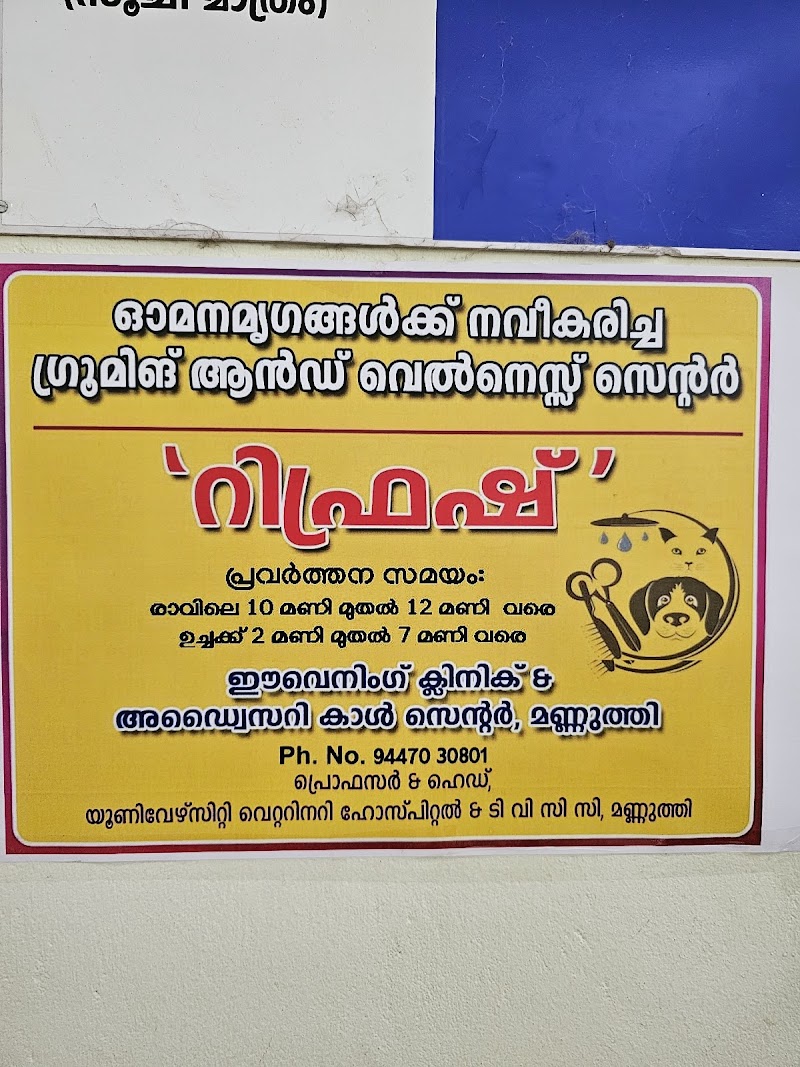 (സൂചി മാത്രം)
ഓമനമൃഗങ്ങൾക്ക് നവീകരിച്ച
ഗ്രൂമിങ് ആൻഡ് വെൽനെസ്സ് സെന്റർ
'റിഫ്രഷ്'
പ്രവർത്തന സമയം:
രാവിലെ 10 മണി മുതൽ 12 മണി വരെ
ഉച്ചക്ക് 2 മണി മുതൽ 7 മണി വരെ
ഈവെനിംഗ് ക്ലിനിക് &
അഡ്വൈസറി കാൾ സെന്റർ, മണ്ണുത്തി
Ph. No. 94470 30801
പ്രൊഫസർ & ഹെഡ്,
യൂണിവേഴ്സിറ്റി വെറ്ററിനറി ഹോസ്പിറ്റൽ & ടി വി സി സി, മണ്ണുത്തി